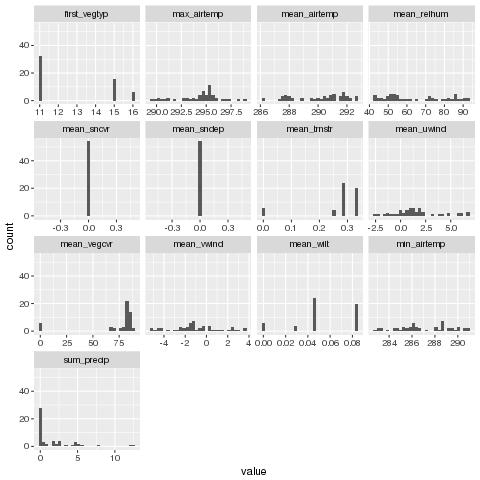 first_vegtyp max_airtemp mean_airtemp mean_relhum
40
20
0
11 12 13 14 15 16 290.0 292.5 295.0 297.5 286 288 290 292 40 50 60 70 80 90
mean_sncvr mean_sndep mean_trnstr mean_uwind
40
20
0
-0.3 0.0 0.3 -0.3 0.0 0.3 0.0 0.1 0.2 0.3 -2.5 0.0 2.5 5.0
count
mean_vegcvr mean_vwind mean_wilt min_airtemp
40
20
0
0 25 50 75 -4 -2 0 2 4 0.00 0.02 0.04 0.06 0.08 284 286 288 290
sum_precip
40
20
0
0 5 10
value